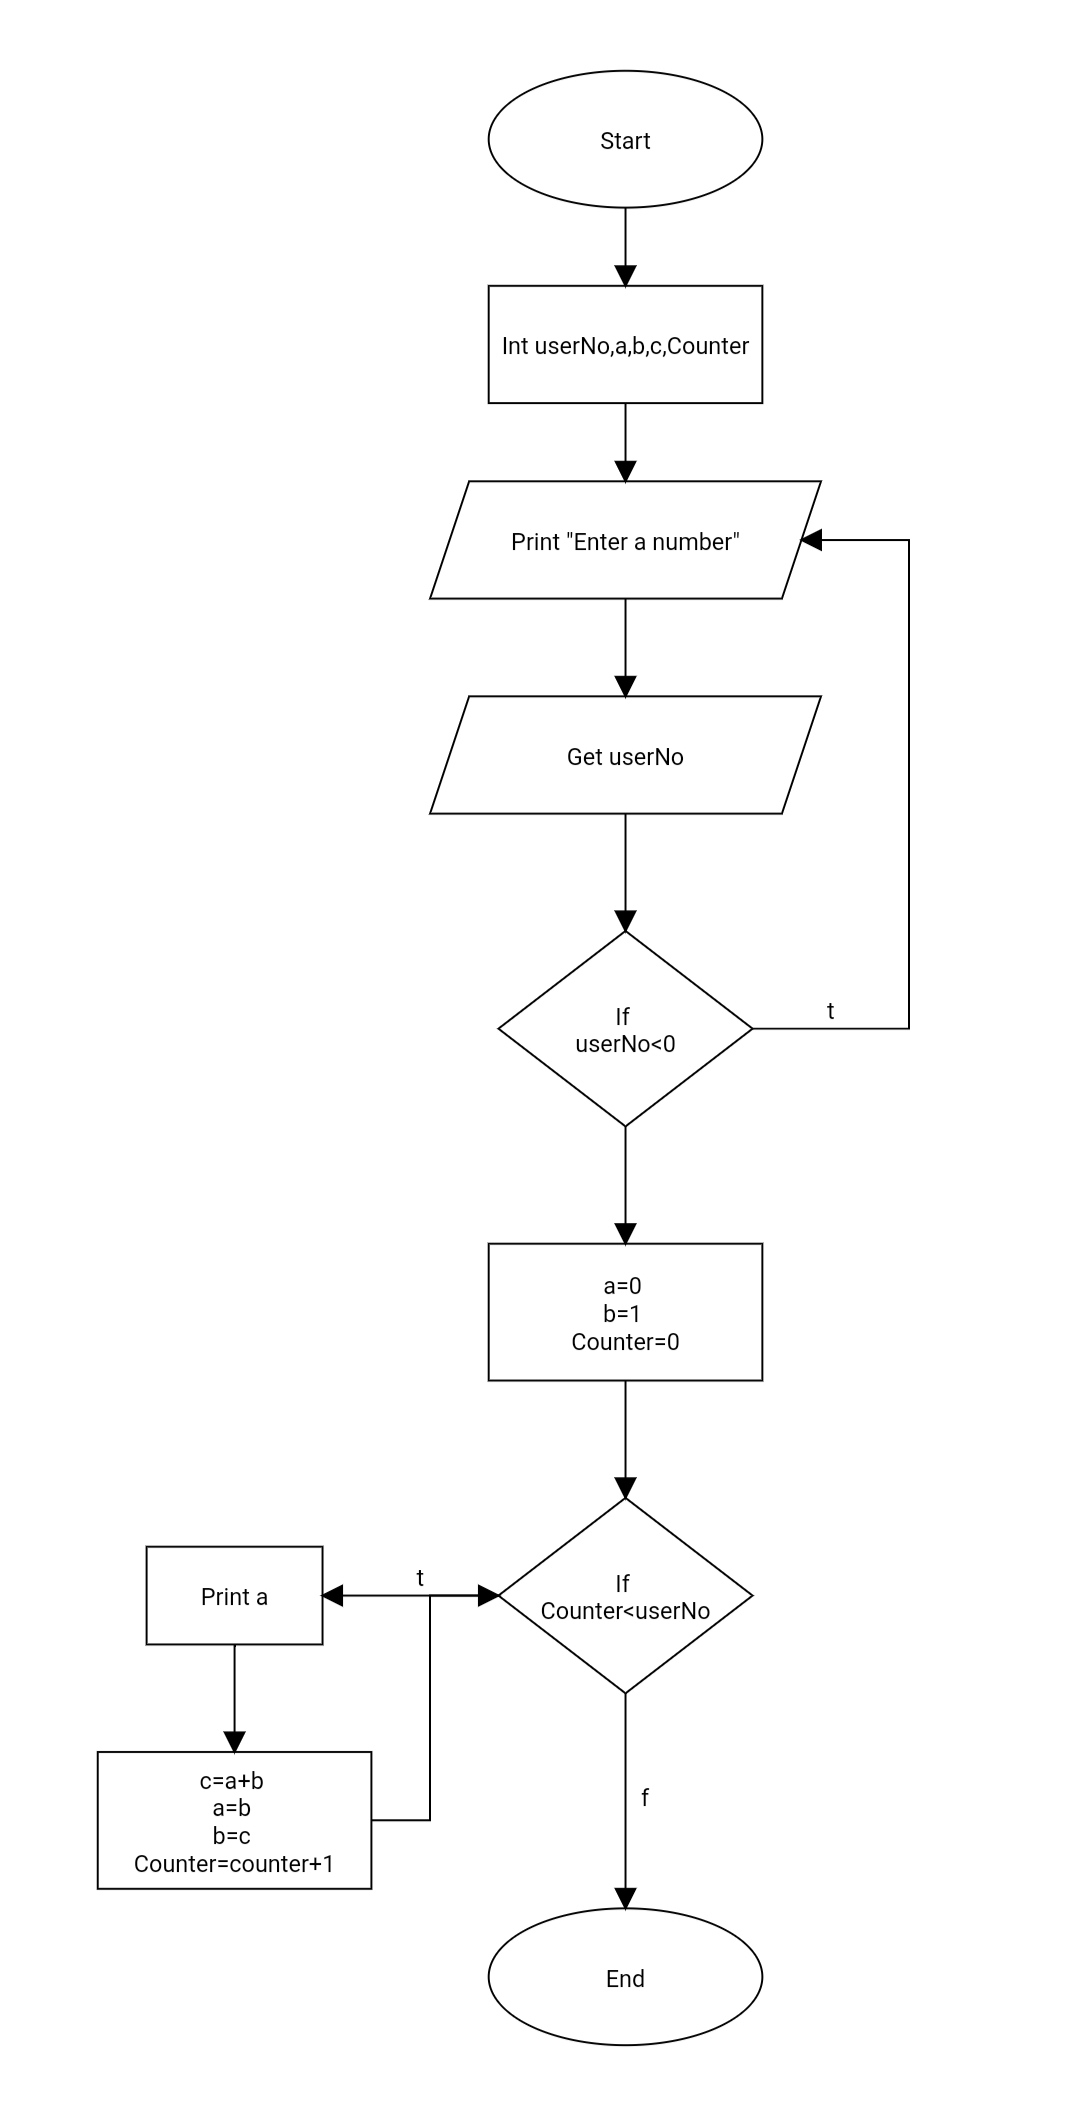 Start
Int userNo,a,b,c,Counter
Print "Enter a number"
Get userNo
If
userNo<0
t
a=0
b=1
Counter=0
If
Counter<userNo
t
Print a
c=a+b
a=b
b=c
Counter=counter+1
f
End